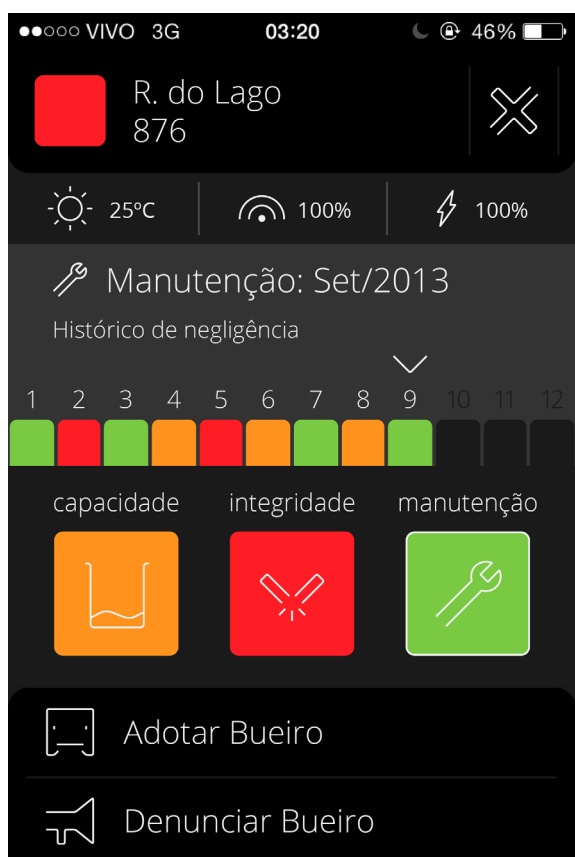 VIVO 3G 03:20 46%
R. do Lago
876
25ºC 100% 100%
Manutenção: Set/2013
Histórico de negligência
1 2 3 4 5 6 7 8 9 10 11 12
capacidade integridade manutenção
Adotar Bueiro
Denunciar Bueiro